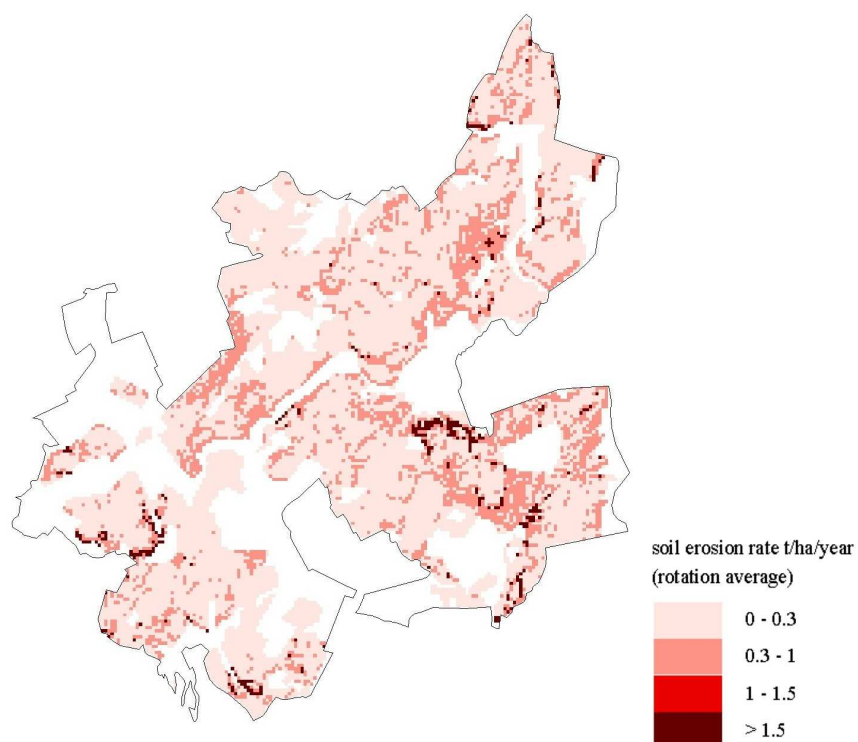 soil erosion rate t/ha/year
(rotation average)
0 - 0.3
0.3 - 1
1 - 1.5
> 1.5